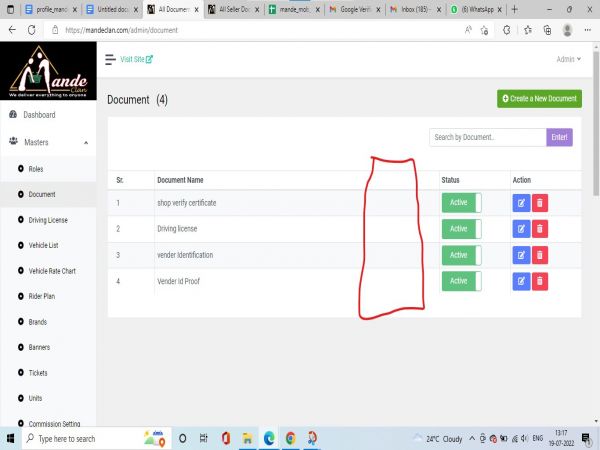 profile_mand
Untitled docu
All Documen
All Seller Doc
mande_mob
Google Verifi
Inbox (185) -
(6) WhatsApp
https://mandeclan.com/admin/document
Mande
Clan
We deliver everything to anyone
Visit Site
Admin
Dashboard
Masters
Roles
Document
Driving License
Vehicle List
Vehicle Rate Chart
Rider Plan
Brands
Banners
Tickets
Units
Commission Setting
Document (4)
Create a New Document
Search by Document..
Enter!
Sr. Document Name Status Action
1 shop verify certificate Active
2 Driving license Active
3 vender Identification Active
4 Vender Id Proof Active
Type here to search
24°C Cloudy
ENG
13:17
19-07-2022